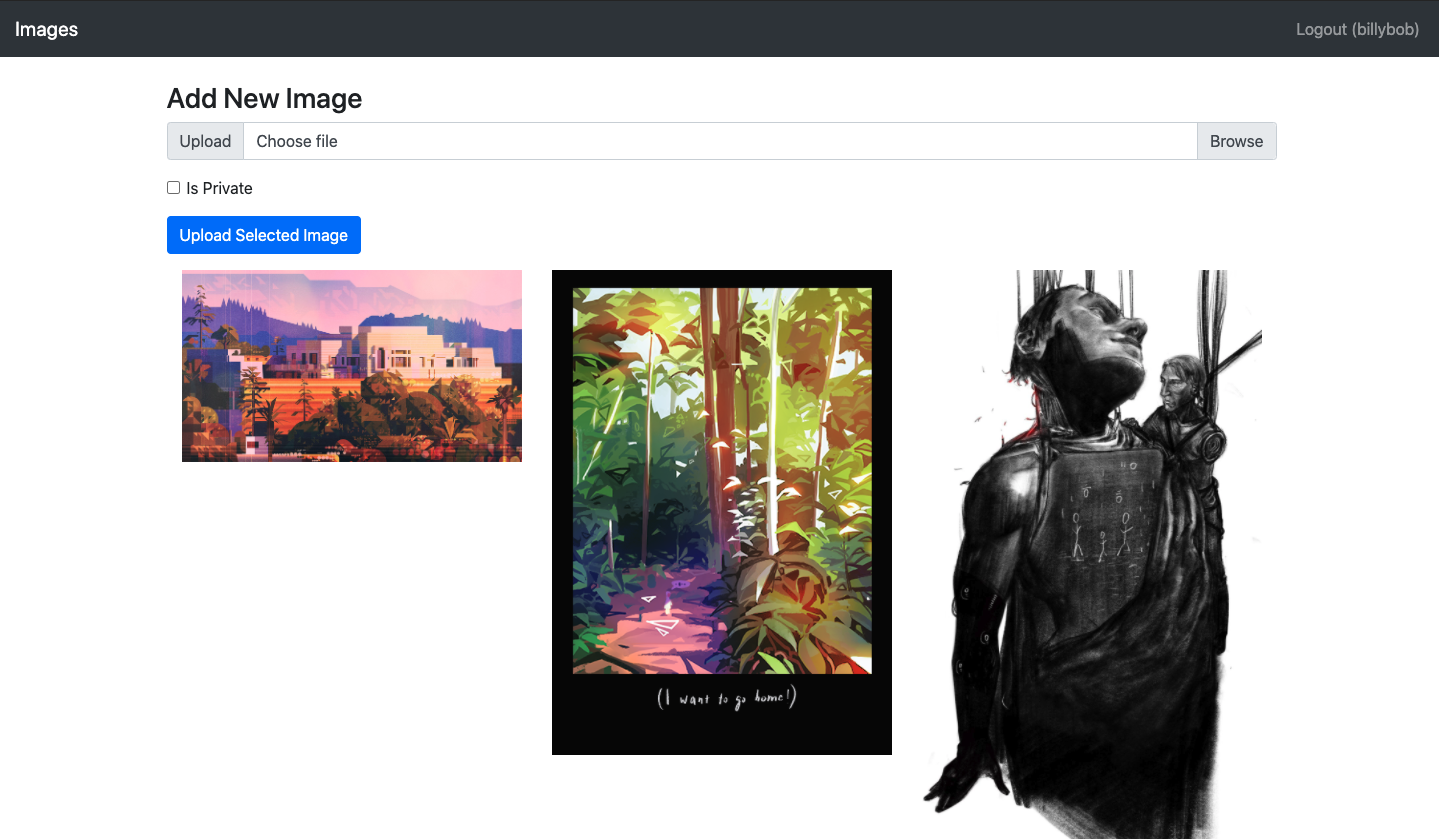 Images
Logout (billybob)
Add New Image
Upload
Choose file
Browse
Is Private
Upload Selected Image
(I want to go home!)